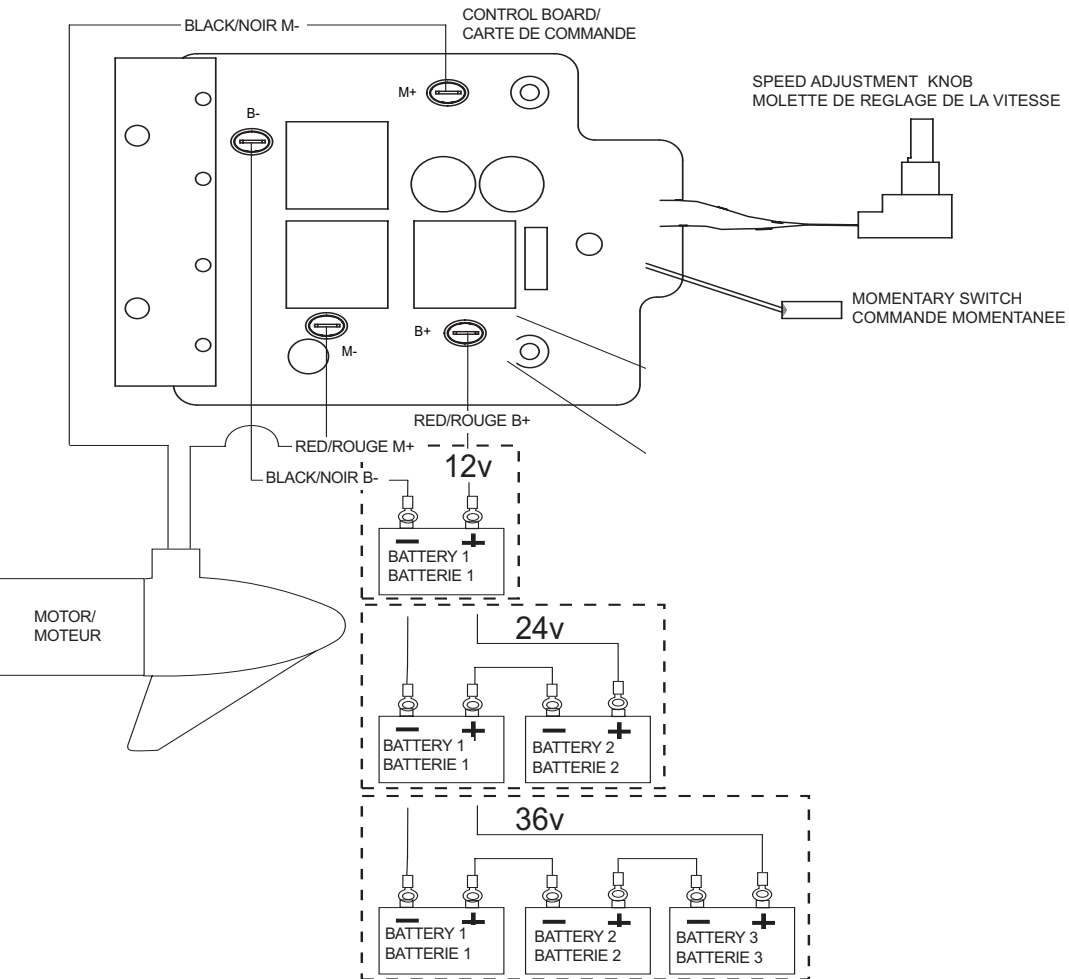 BLACK/NOIR M-
CONTROL BOARD/
CARTE DE COMMANDE
SPEED ADJUSTMENT KNOB
MOLETTE DE REGLAGE DE LA VITESSE
M+
B-
MOMENTARY SWITCH
COMMANDE MOMENTANEE
B+
M-
RED/ROUGE B+
RED/ROUGE M+
BLACK/NOIR B-
12v
− +
BATTERY 1
BATTERIE 1
MOTOR/
MOTEUR
24v
− +
BATTERY 1
BATTERIE 1
− +
BATTERY 2
BATTERIE 2
36v
− +
BATTERY 1
BATTERIE 1
− +
BATTERY 2
BATTERIE 2
− +
BATTERY 3
BATTERIE 3